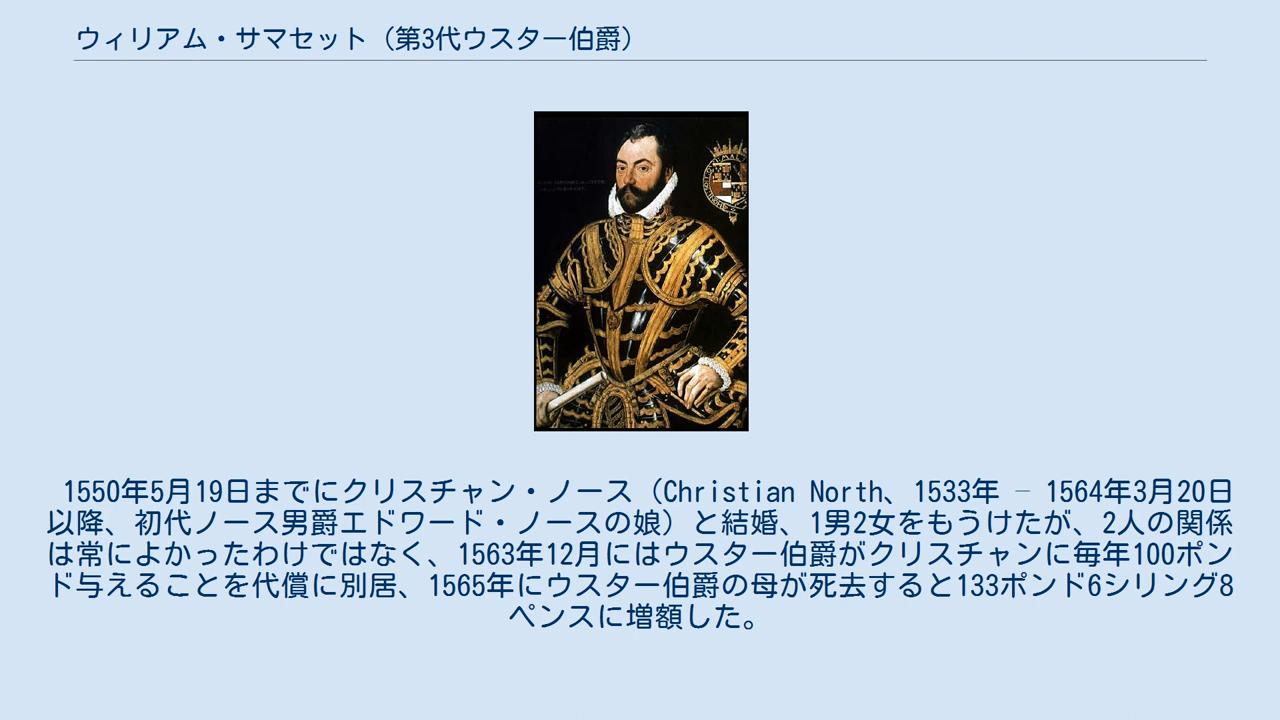 ウィリアム・サマセット（第3代ウスター伯爵）
1550年5月19日までにクリスチャン・ノース（Christian North、1533年 – 1564年3月20日
以降、初代ノース男爵エドワード・ノースの娘）と結婚、1男2女をもうけたが、2人の関係
は常によかったわけではなく、1563年12月にはウスター伯爵がクリスチャンに毎年100ポン
ド与えることを代償に別居、1565年にウスター伯爵の母が死去すると133ポンド6シリング8
ペンスに増額した。